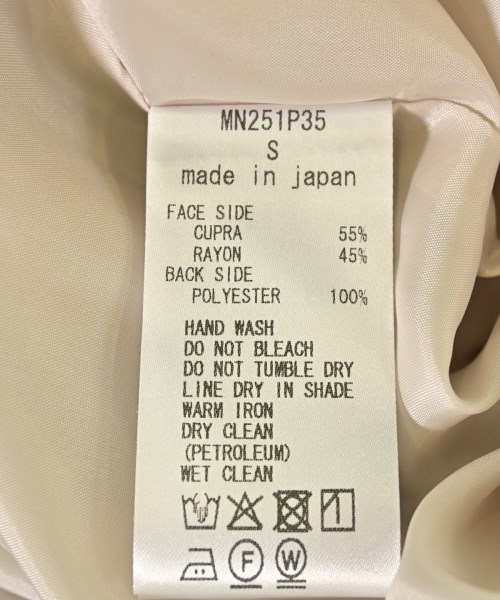 MN251P35
S
made in japan
FACE SIDE
CUPRA 55%
RAYON 45%
BACK SIDE
POLYESTER 100%
HAND WASH
DO NOT BLEACH
DO NOT TUMBLE DRY
LINE DRY IN SHADE
WARM IRON
DRY CLEAN
(PETROLEUM)
WET CLEAN
F W